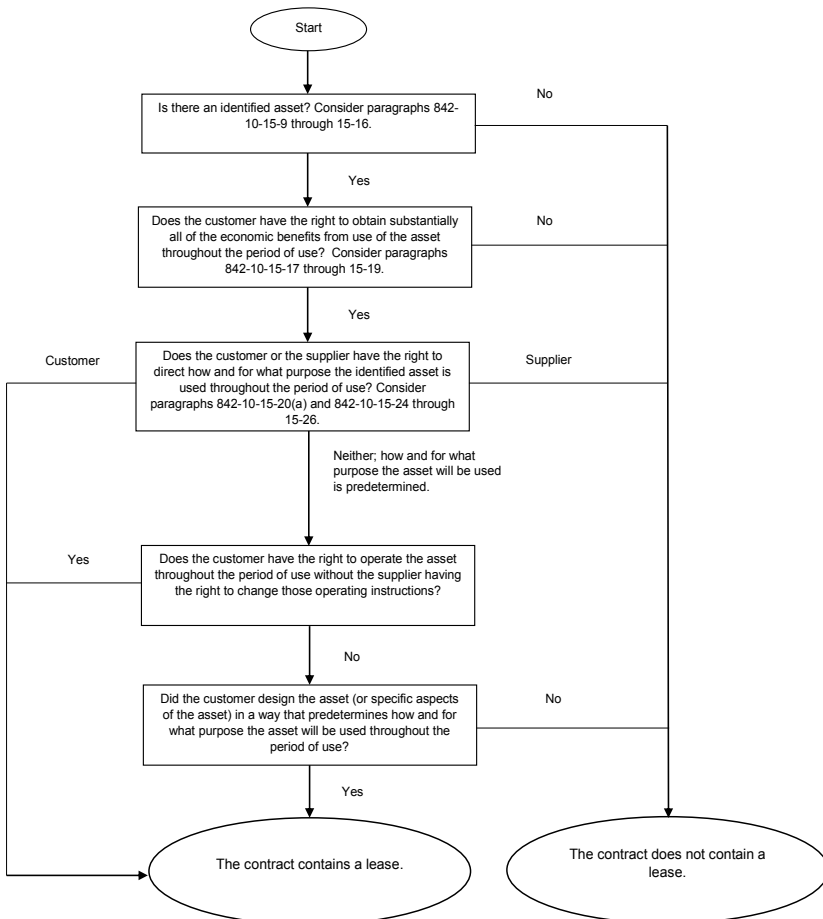 Start
Is there an identified asset? Consider paragraphs 842-
10-15-9 through 15-16.
No
Yes
Does the customer have the right to obtain substantially
all of the economic benefits from use of the asset
throughout the period of use?  Consider paragraphs
842-10-15-17 through 15-19.
No
Yes
Customer
Does the customer or the supplier have the right to
direct how and for what purpose the identified asset is
used throughout the period of use? Consider
paragraphs 842-10-15-20(a) and 842-10-15-24 through
15-26.
Supplier
Neither; how and for what
purpose the asset will be used
is predetermined.
Yes
Does the customer have the right to operate the asset
throughout the period of use without the supplier having
the right to change those operating instructions?
No
Did the customer design the asset (or specific aspects
of the asset) in a way that predetermines how and for
what purpose the asset will be used throughout the
period of use?
No
Yes
The contract contains a lease.
The contract does not contain a
lease.